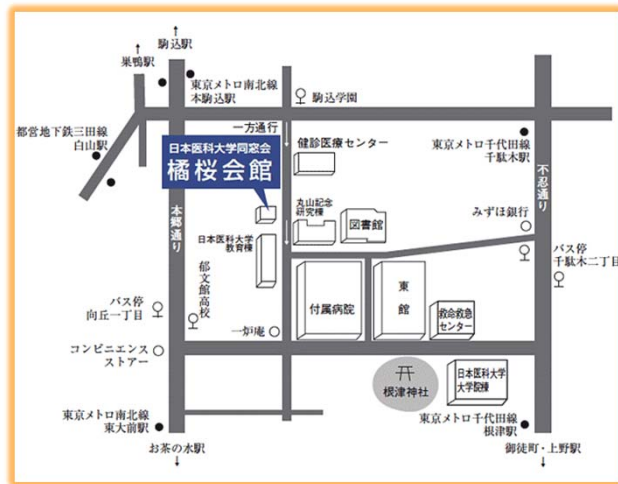 ↑
駒込駅
↑
巣鴨駅
東京メトロ南北線
本駒込駅
駒込学園
一方通行
都営地下鉄三田線
白山駅
日本医科大学同窓会
橘桜会館
健診医療センター
東京メトロ千代田線
千駄木駅
不忍通り
本郷通り
丸山記念
研究棟
図書館
みずほ銀行
日本医科大学
教育棟
バス停
千駄木二丁目
郁文館高校
バス停
向丘一丁目
付属病院
東館
救命救急
センター
一炉庵
コンビニエンス
ストアー
根津神社
日本医科大学
大学院棟
東京メトロ南北線
東大前駅
東京メトロ千代田線
根津駅
お茶の水駅
↓
御徒町・上野駅
↓